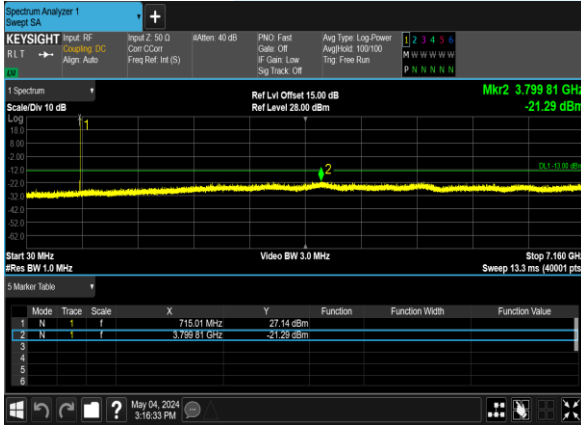 Spectrum Analyzer 1
Swept SA
+
KEYSIGHT Input: RF Input Z: 50 Ω #Atten: 40 dB PNO: Fast Avg Type: Log-Power 1 2 3 4 5 6
RLT Coupling: DC Corr CCorr Gate: Off Avg|Hold: 100/100 M W W W W W
Align: Auto Freq Ref: Int (S) IF Gain: Low Trig: Free Run
Sig Track: Off P N N N N N
LXI
1 Spectrum Ref Lvl Offset 15.00 dB Mkr2 3.799 81 GHz
Scale/Div 10 dB Ref Level 28.00 dBm -21.29 dBm
Log
1
18.0
8.00
-2.00
-12.0 2 DL1 -13.00 dBm
-22.0
-32.0
-42.0
-52.0
-62.0
Start 30 MHz Video BW 3.0 MHz Stop 7.160 GHz
#Res BW 1.0 MHz Sweep 13.3 ms (40001 pts
5 Marker Table
Mode Trace Scale X Y Function Function Width Function Value
1 N 1 f 715.01 MHz 27.14 dBm
2 N 1 f 3.799 81 GHz -21.29 dBm
3
4
5
6
? May 04, 2024
3:16:33 PM